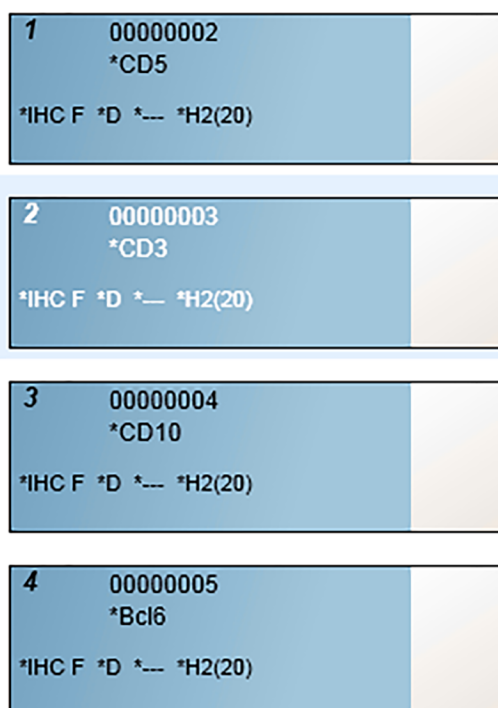 1 00000002
*CD5
*IHC F *D *--- *H2(20)
2 00000003
*CD3
*IHC F *D *--- *H2(20)
3 00000004
*CD10
*IHC F *D *--- *H2(20)
4 00000005
*Bcl6
*IHC F *D *--- *H2(20)